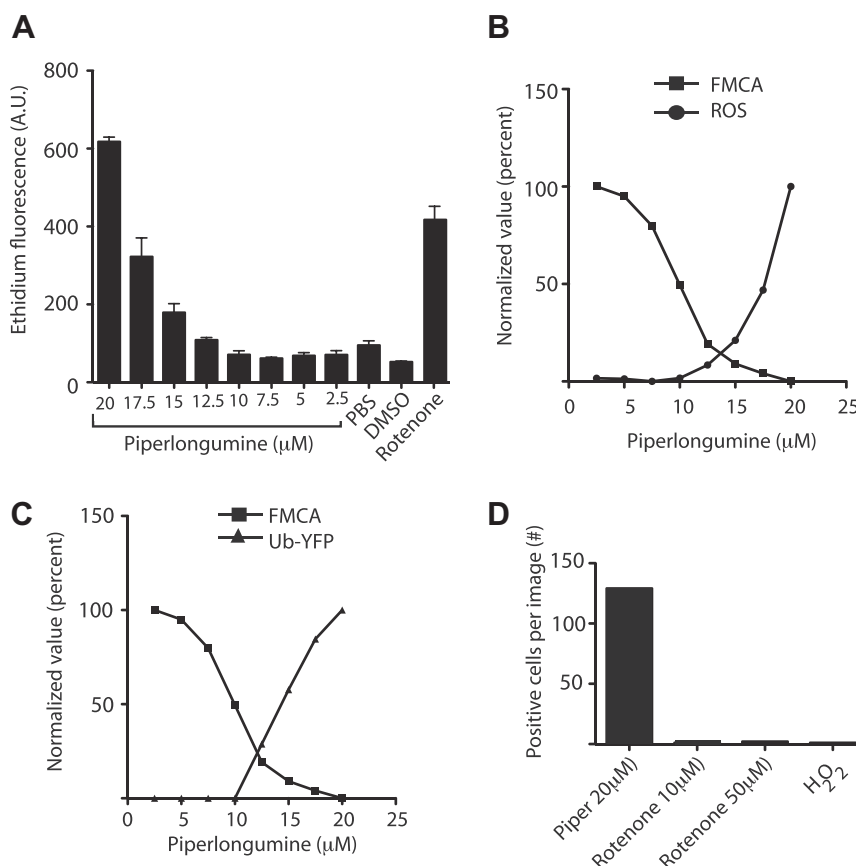 A
Ethidium fluorescence (A.U.)
800
600
400
200
0
20 17.5 15 12.5 10 7.5 5 2.5 PBS DMSO Rotenone
Piperlongumine (μM)
B
FMCA
ROS
Normalized value (percent)
150
100
50
0 5 10 15 20 25
Piperlongumine (μM)
C
FMCA
Ub-YFP
Normalized value (percent)
150
100
50
0
0 5 10 15 20 25
Piperlongumine (μM)
D
Positive cells per image (#)
150
100
50
Piper 20μM)
Rotenone 10μM)
Rotenone 50μM)
H2O2